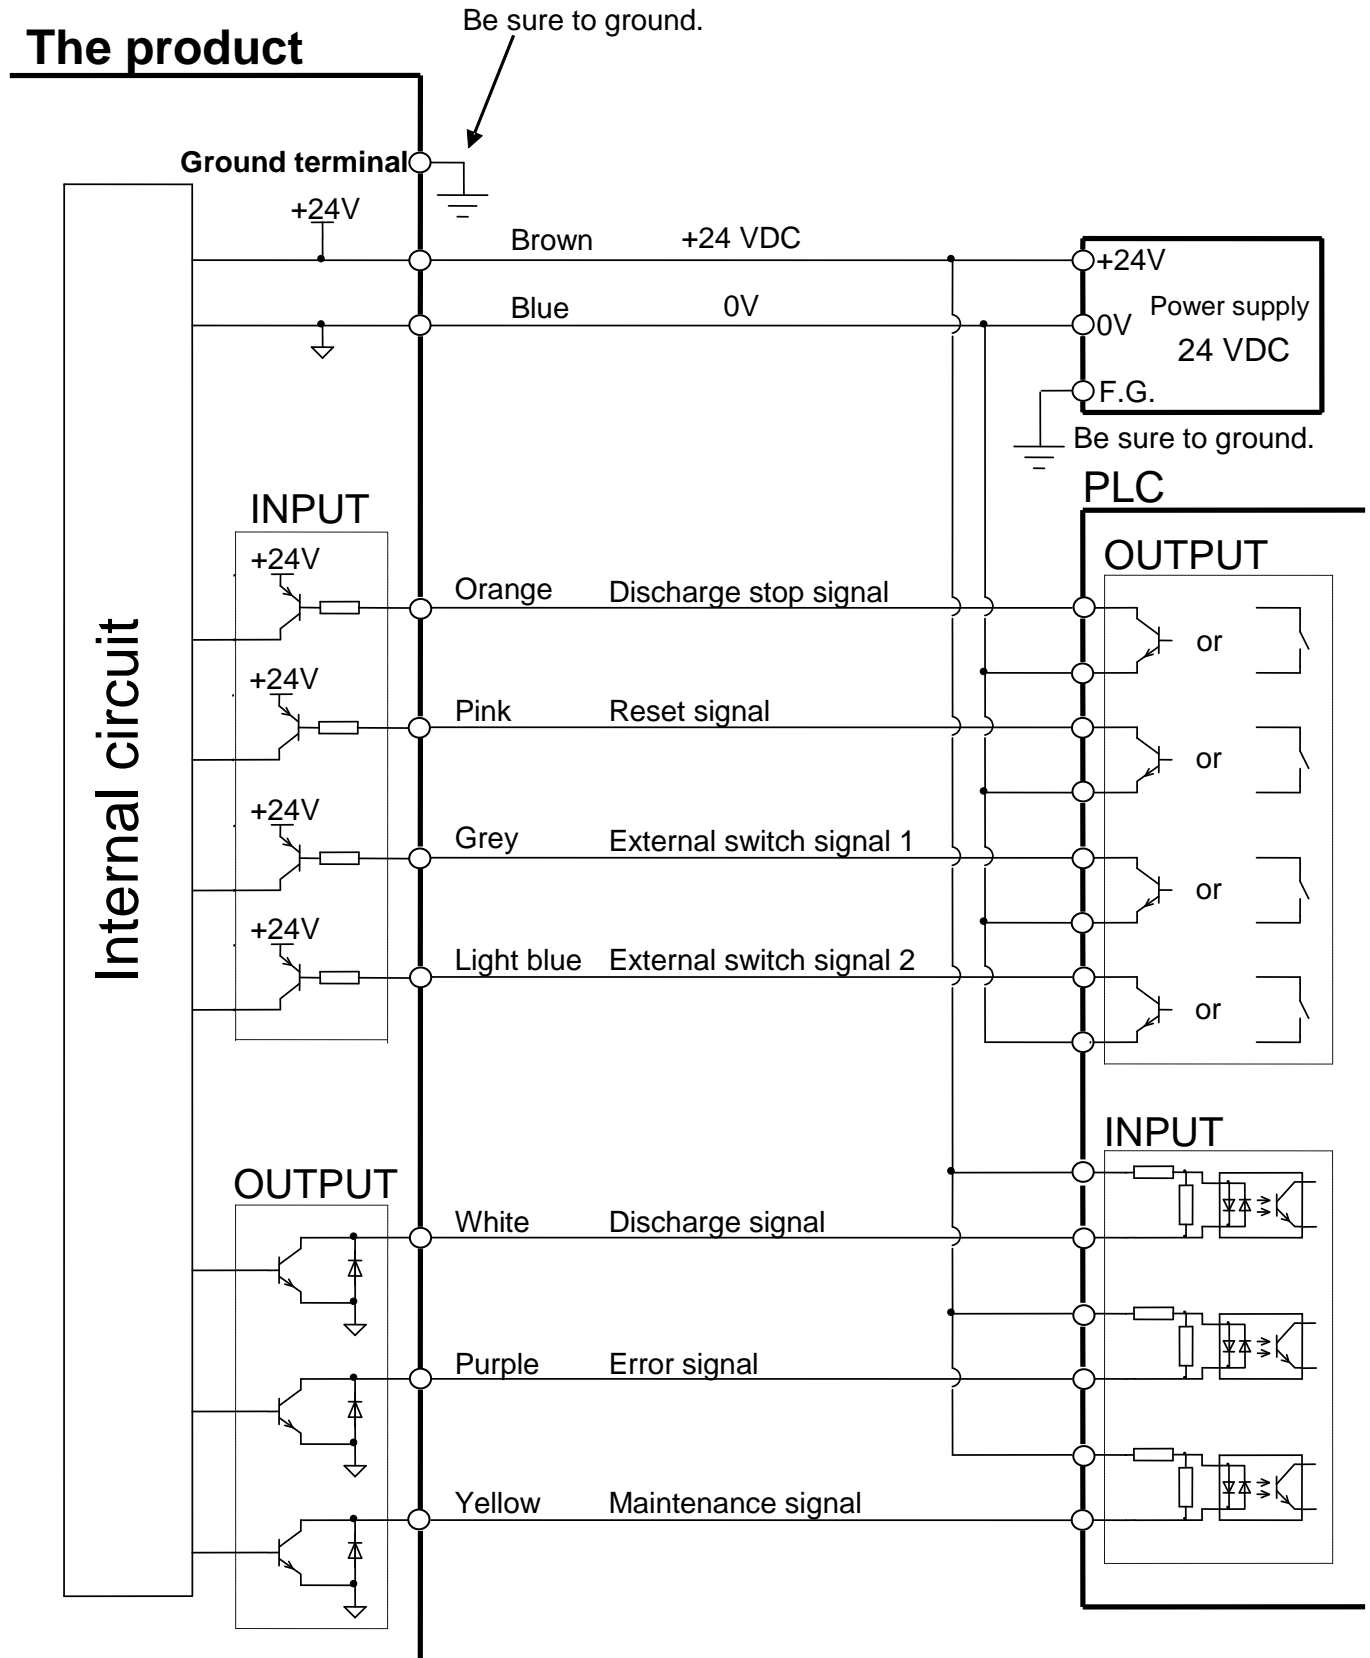 Be sure to ground.
The product
Ground terminal
+24V
Brown +24 VDC
+24V
Blue 0V
0V
Power supply
24 VDC
F.G.
Be sure to ground.
PLC
INPUT
OUTPUT
+24V
Orange Discharge stop signal
or
+24V
Pink Reset signal
or
Internal circuit
+24V
Grey External switch signal 1
or
+24V
Light blue External switch signal 2
or
INPUT
OUTPUT
White Discharge signal
Purple Error signal
Yellow Maintenance signal